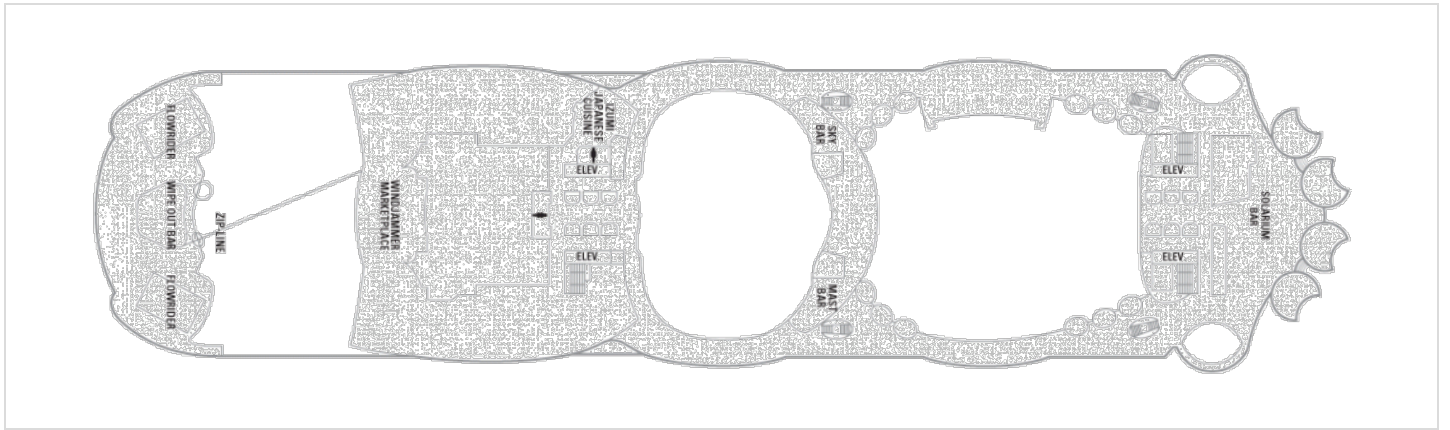 FLOWRIDER
WIPE OUT BAR
FLOWRIDER
ZIP LINE
WINDJAMMER
MARKETPLACE
IZUMI
JAPANESE
CUISINE
ELEV.
ELEV.
SKY
BAR
MAST
BAR
ELEV.
ELEV.
SOLARIUM
BAR